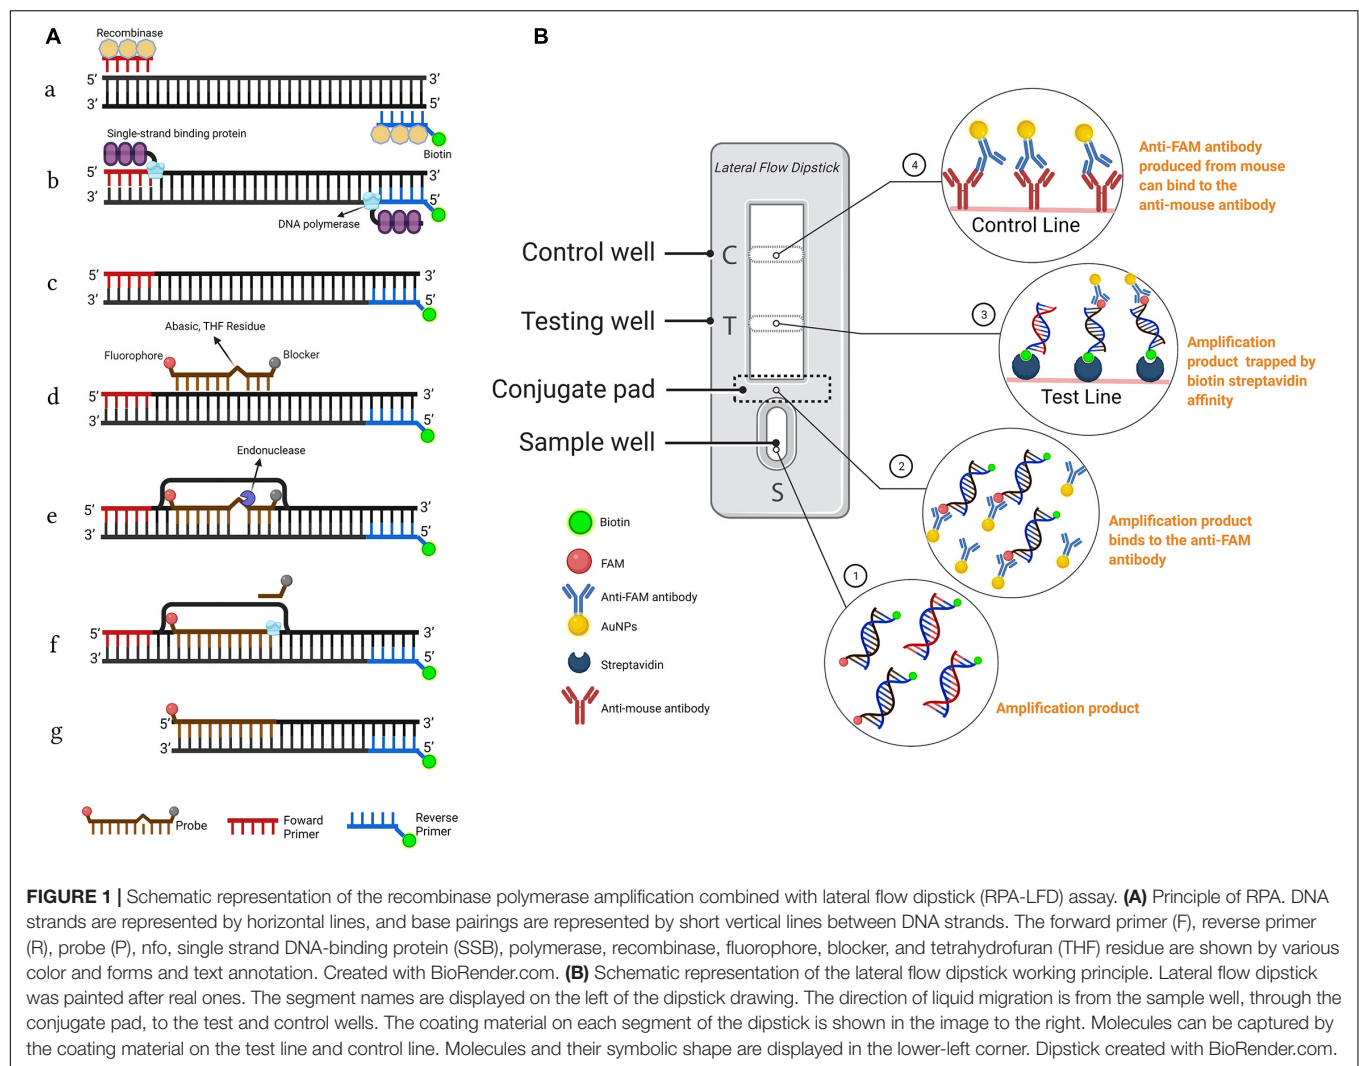 A
Recombinase
a
5’
3’
3’
5’
Biotin
Single-strand binding protein
b
5’
3’
3’
5’
DNA polymerase
c
5’
3’
3’
5’
Abasic, THF Residue
Fluorophore
Blocker
d
5’
3’
3’
5’
Endonuclease
e
5’
3’
3’
5’
f
5’
3’
3’
5’
g
5’
3’
3’
5’
Probe
Foward
Primer
Reverse
Primer
B
Lateral Flow Dipstick
Control well
C
Testing well
T
Conjugate pad
Sample well
S
4
Control Line
Anti-FAM antibody
produced from mouse
can bind to the
anti-mouse antibody
3
Test Line
Amplification
product trapped by
biotin streptavidin
affinity
2
Amplification product
binds to the anti-FAM
antibody
1
Amplification product
Biotin
FAM
Anti-FAM antibody
AuNPs
Streptavidin
Anti-mouse antibody
FIGURE 1 | Schematic representation of the recombinase polymerase amplification combined with lateral flow dipstick (RPA-LFD) assay. (A) Principle of RPA. DNA
strands are represented by horizontal lines, and base pairings are represented by short vertical lines between DNA strands. The forward primer (F), reverse primer
(R), probe (P), nfo, single strand DNA-binding protein (SSB), polymerase, recombinase, fluorophore, blocker, and tetrahydrofuran (THF) residue are shown by various
color and forms and text annotation. Created with BioRender.com. (B) Schematic representation of the lateral flow dipstick working principle. Lateral flow dipstick
was painted after real ones. The segment names are displayed on the left of the dipstick drawing. The direction of liquid migration is from the sample well, through the
conjugate pad, to the test and control wells. The coating material on each segment of the dipstick is shown in the image to the right. Molecules can be captured by
the coating material on the test line and control line. Molecules and their symbolic shape are displayed in the lower-left corner. Dipstick created with BioRender.com.